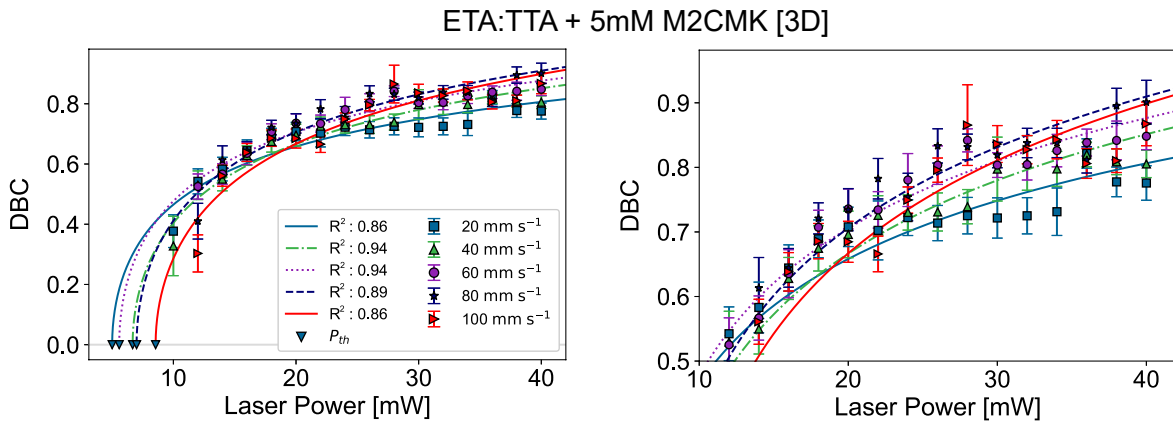 ETA:TTA + 5mM M2CMK [3D]
DBC
0.8
0.6
0.4
0.2
0.0
10
20
30
40
Laser Power [mW]
R²: 0.86
R²: 0.94
R²: 0.94
R²: 0.89
R²: 0.86
Pth
20 mm s⁻¹
40 mm s⁻¹
60 mm s⁻¹
80 mm s⁻¹
100 mm s⁻¹
DBC
0.9
0.8
0.7
0.6
0.5
10
20
30
40
Laser Power [mW]